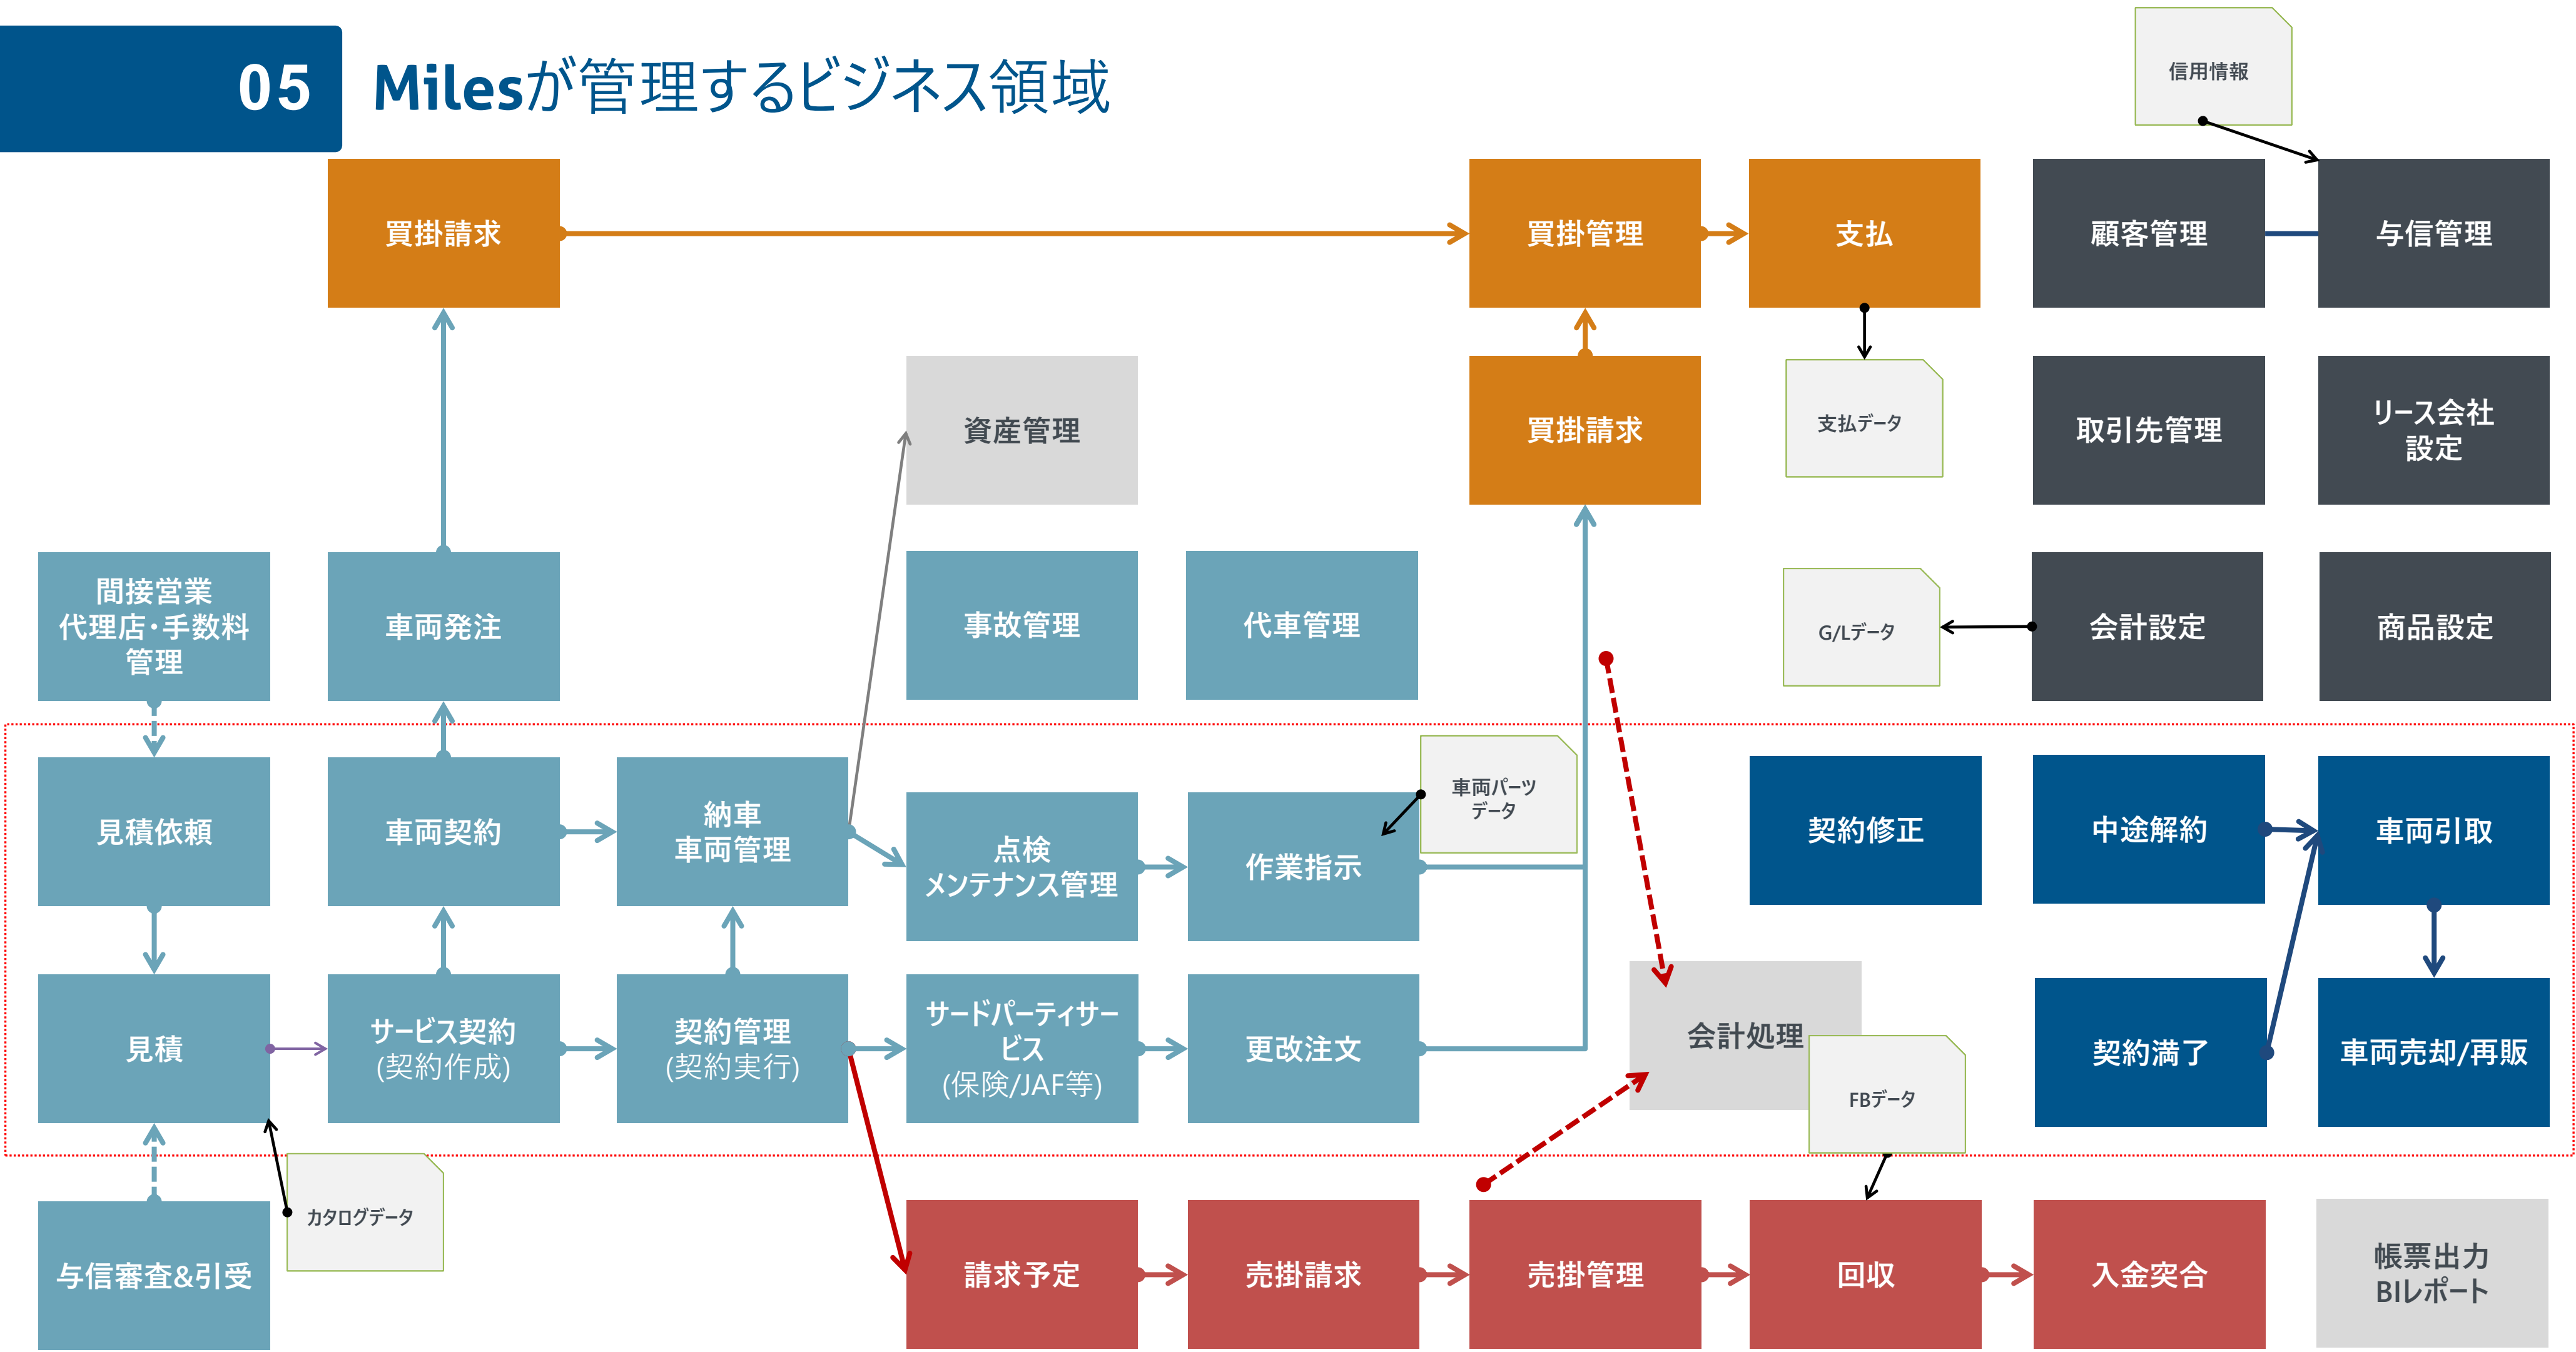 05
Milesが管理するビジネス領域
信用情報
買掛請求
買掛管理
支払
顧客管理
与信管理
資産管理
買掛請求
支払データ
取引先管理
リース会社
設定
間接営業
代理店・手数料
管理
車両発注
事故管理
代車管理
G/Lデータ
会計設定
商品設定
見積依頼
車両契約
納車
車両管理
点検
メンテナンス管理
作業指示
車両パーツ
データ
契約修正
中途解約
車両引取
見積
サービス契約
(契約作成)
契約管理
(契約実行)
サードパーティサー
ビス
(保険/JAF等)
更改注文
会計処理
FBデータ
契約満了
車両売却/再販
与信審査&引受
カタログデータ
請求予定
売掛請求
売掛管理
回収
入金突合
帳票出力
BIレポート